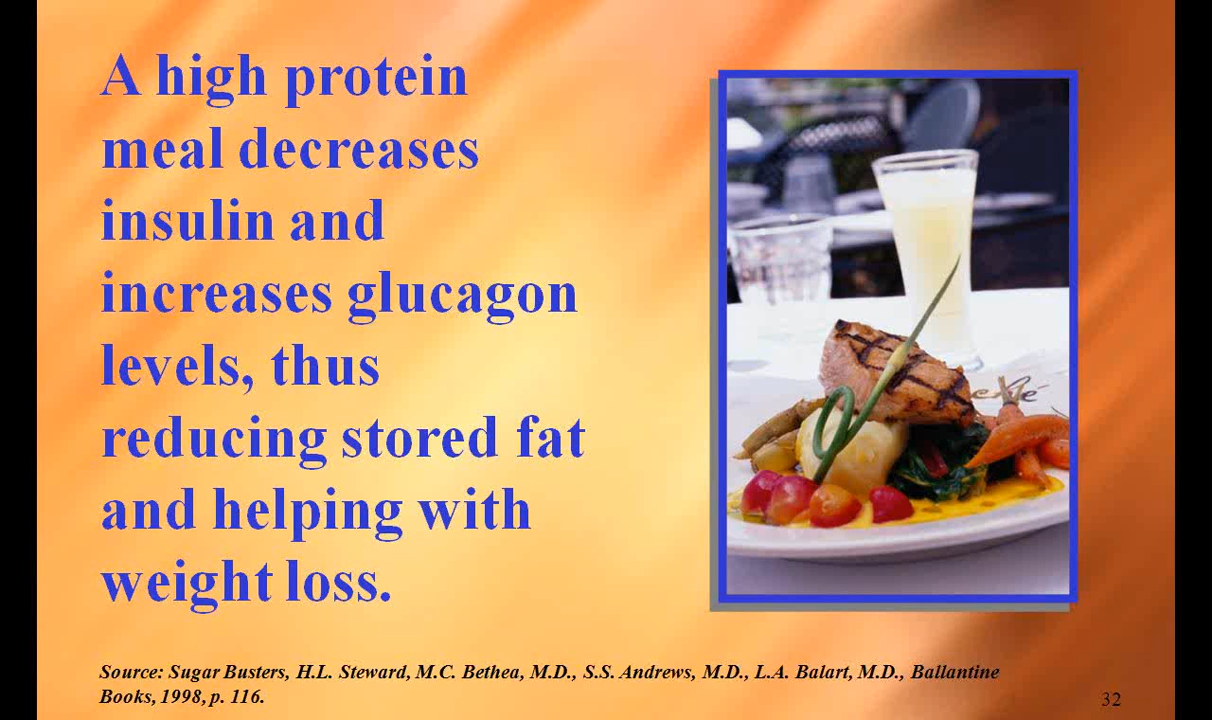 A high protein
meal decreases
insulin and
increases glucagon
levels, thus
reducing stored fat
and helping with
weight loss.
Source: Sugar Busters, H.L. Steward, M.C. Bethea, M.D., S.S. Andrews, M.D., L.A. Balart, M.D., Ballantine
Books, 1998, p. 116.
32